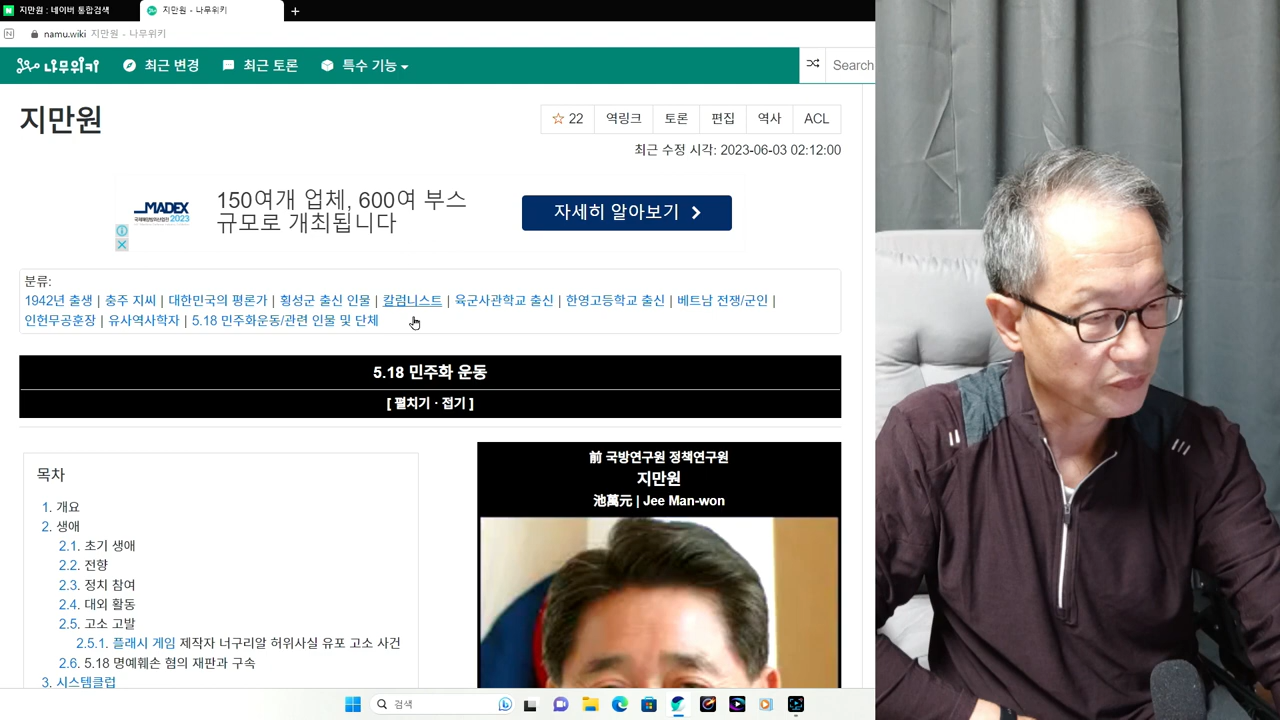 지만원 : 네이버 통합검색
지만원 - 나무위키
namu.wiki 지만원 - 나무위키
나무위키 최근 변경 최근 토론 특수 기능 Search
지만원
22 역링크 토론 편집 역사 ACL
최근 수정 시각: 2023-06-03 02:12:00
MADEX
2023
150여개 업체, 600여 부스
규모로 개최됩니다
자세히 알아보기
분류:
1942년 출생 | 충주 지씨 | 대한민국의 평론가 | 횡성군 출신 인물 | 칼럼니스트 | 육군사관학교 출신 | 한영고등학교 출신 | 베트남 전쟁/군인 |
인헌무공훈장 | 유사역사학자 | 5.18 민주화운동/관련 인물 및 단체
5.18 민주화 운동
[ 펼치기 · 접기 ]
목차
1. 개요
2. 생애
2.1. 초기 생애
2.2. 전향
2.3. 정치 참여
2.4. 대외 활동
2.5. 고소 고발
2.5.1. 플래시 게임 제작자 너구리알 허위사실 유포 고소 사건
2.6. 5.18 명예훼손 혐의 재판과 구속
3. 시스템클럽
前 국방연구원 정책연구원
지만원
池萬元 | Jee Man-won
검색